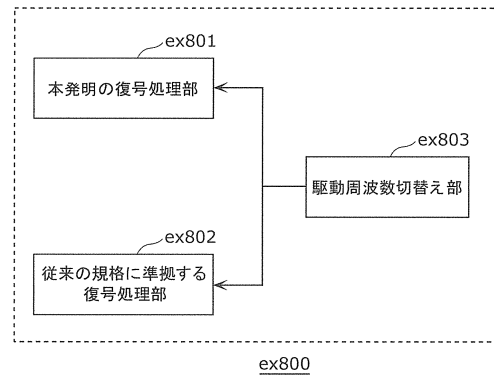 ex801
本発明の復号処理部
ex803
駆動周波数切替え部
ex802
従来の規格に準拠する
復号処理部
ex800